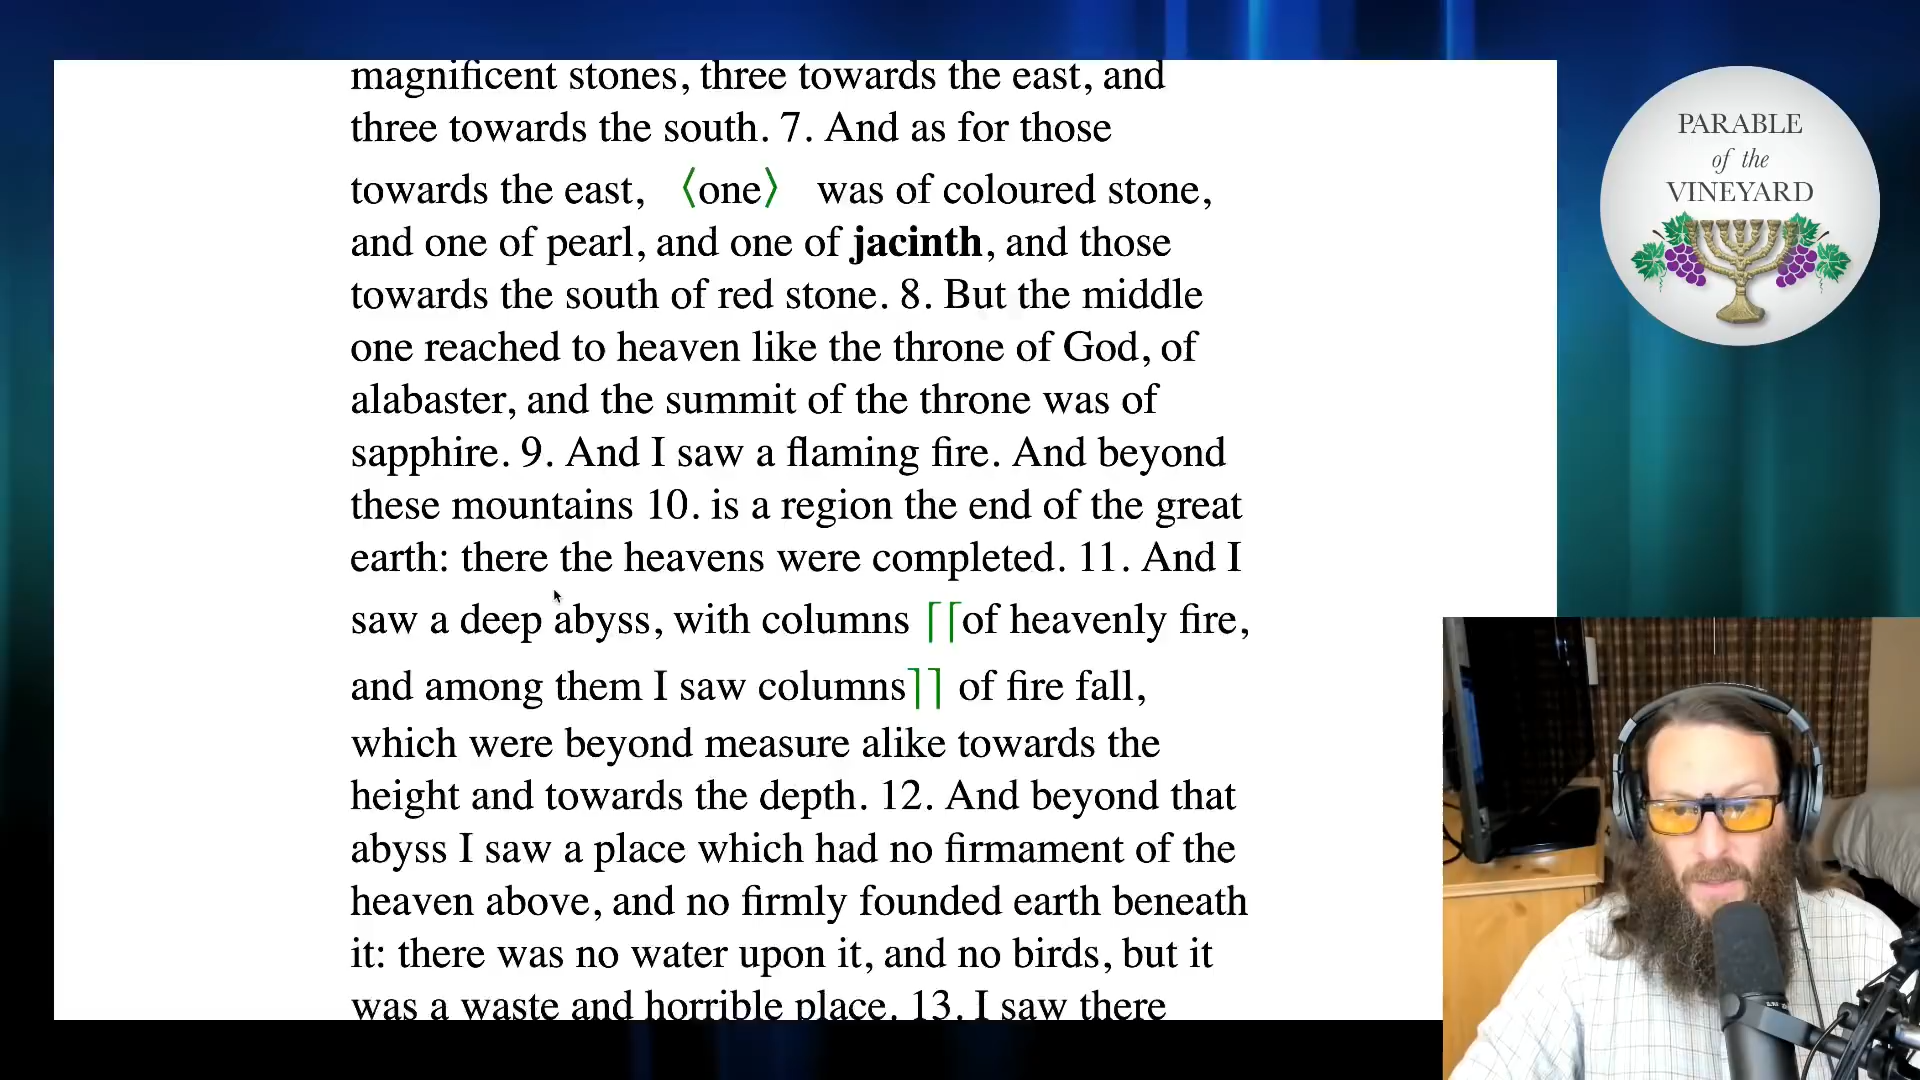 magnificent stones, three towards the east, and
three towards the south. 7. And as for those
towards the east, 〈one〉 was of coloured stone,
and one of pearl, and one of jacinth, and those
towards the south of red stone. 8. But the middle
one reached to heaven like the throne of God, of
alabaster, and the summit of the throne was of
sapphire. 9. And I saw a flaming fire. And beyond
these mountains 10. is a region the end of the great
earth: there the heavens were completed. 11. And I
saw a deep abyss, with columns ⌈⌈of heavenly fire,
and among them I saw columns⌉⌉ of fire fall,
which were beyond measure alike towards the
height and towards the depth. 12. And beyond that
abyss I saw a place which had no firmament of the
heaven above, and no firmly founded earth beneath
it: there was no water upon it, and no birds, but it
was a waste and horrible place. 13. I saw there
PARABLE
of the
VINEYARD